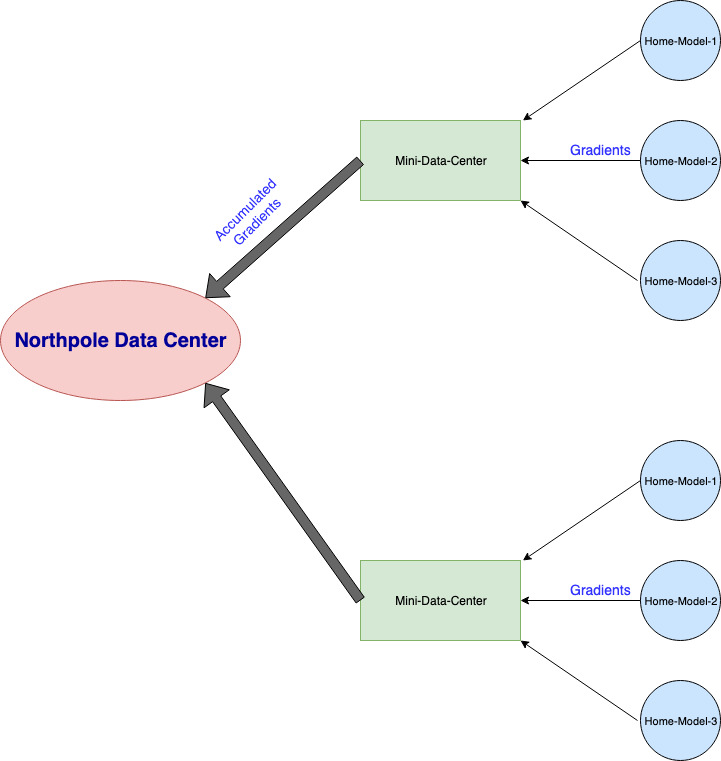 Home-Model-1
Mini-Data-Center
Gradients
Home-Model-2
Accumulated
Gradients
Home-Model-3
Northpole Data Center
Home-Model-1
Mini-Data-Center
Gradients
Home-Model-2
Home-Model-3